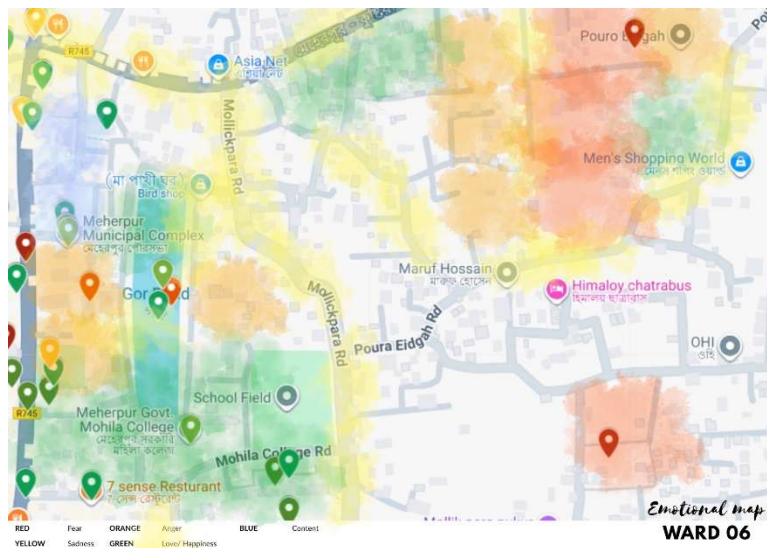 R745
Asia Net
Pouro Eidgah
Mollickpara Rd
Men's Shopping World
(মা পাখী ঘর)
Bird shop
Meherpur
Municipal Complex
মেহেরপুর পৌরসভা
Maruf Hossain
মারুফ হোসেন
Himaloy chatrabus
হিমালয় ছাত্রাবাস
Mollickpara Rd
Poura Eidgah Rd
OHI
ওহি
School Field
R745
Meherpur Govt.
Mohila College
মেহেরপুর সরকারি
মহিলা কলেজ
Mohila College Rd
7 sense Resturant
৭ সেন্স রেস্টুরেন্ট
Emotional map
WARD 06
RED Fear ORANGE Anger BLUE Content
YELLOW Sadness GREEN Love/ Happiness